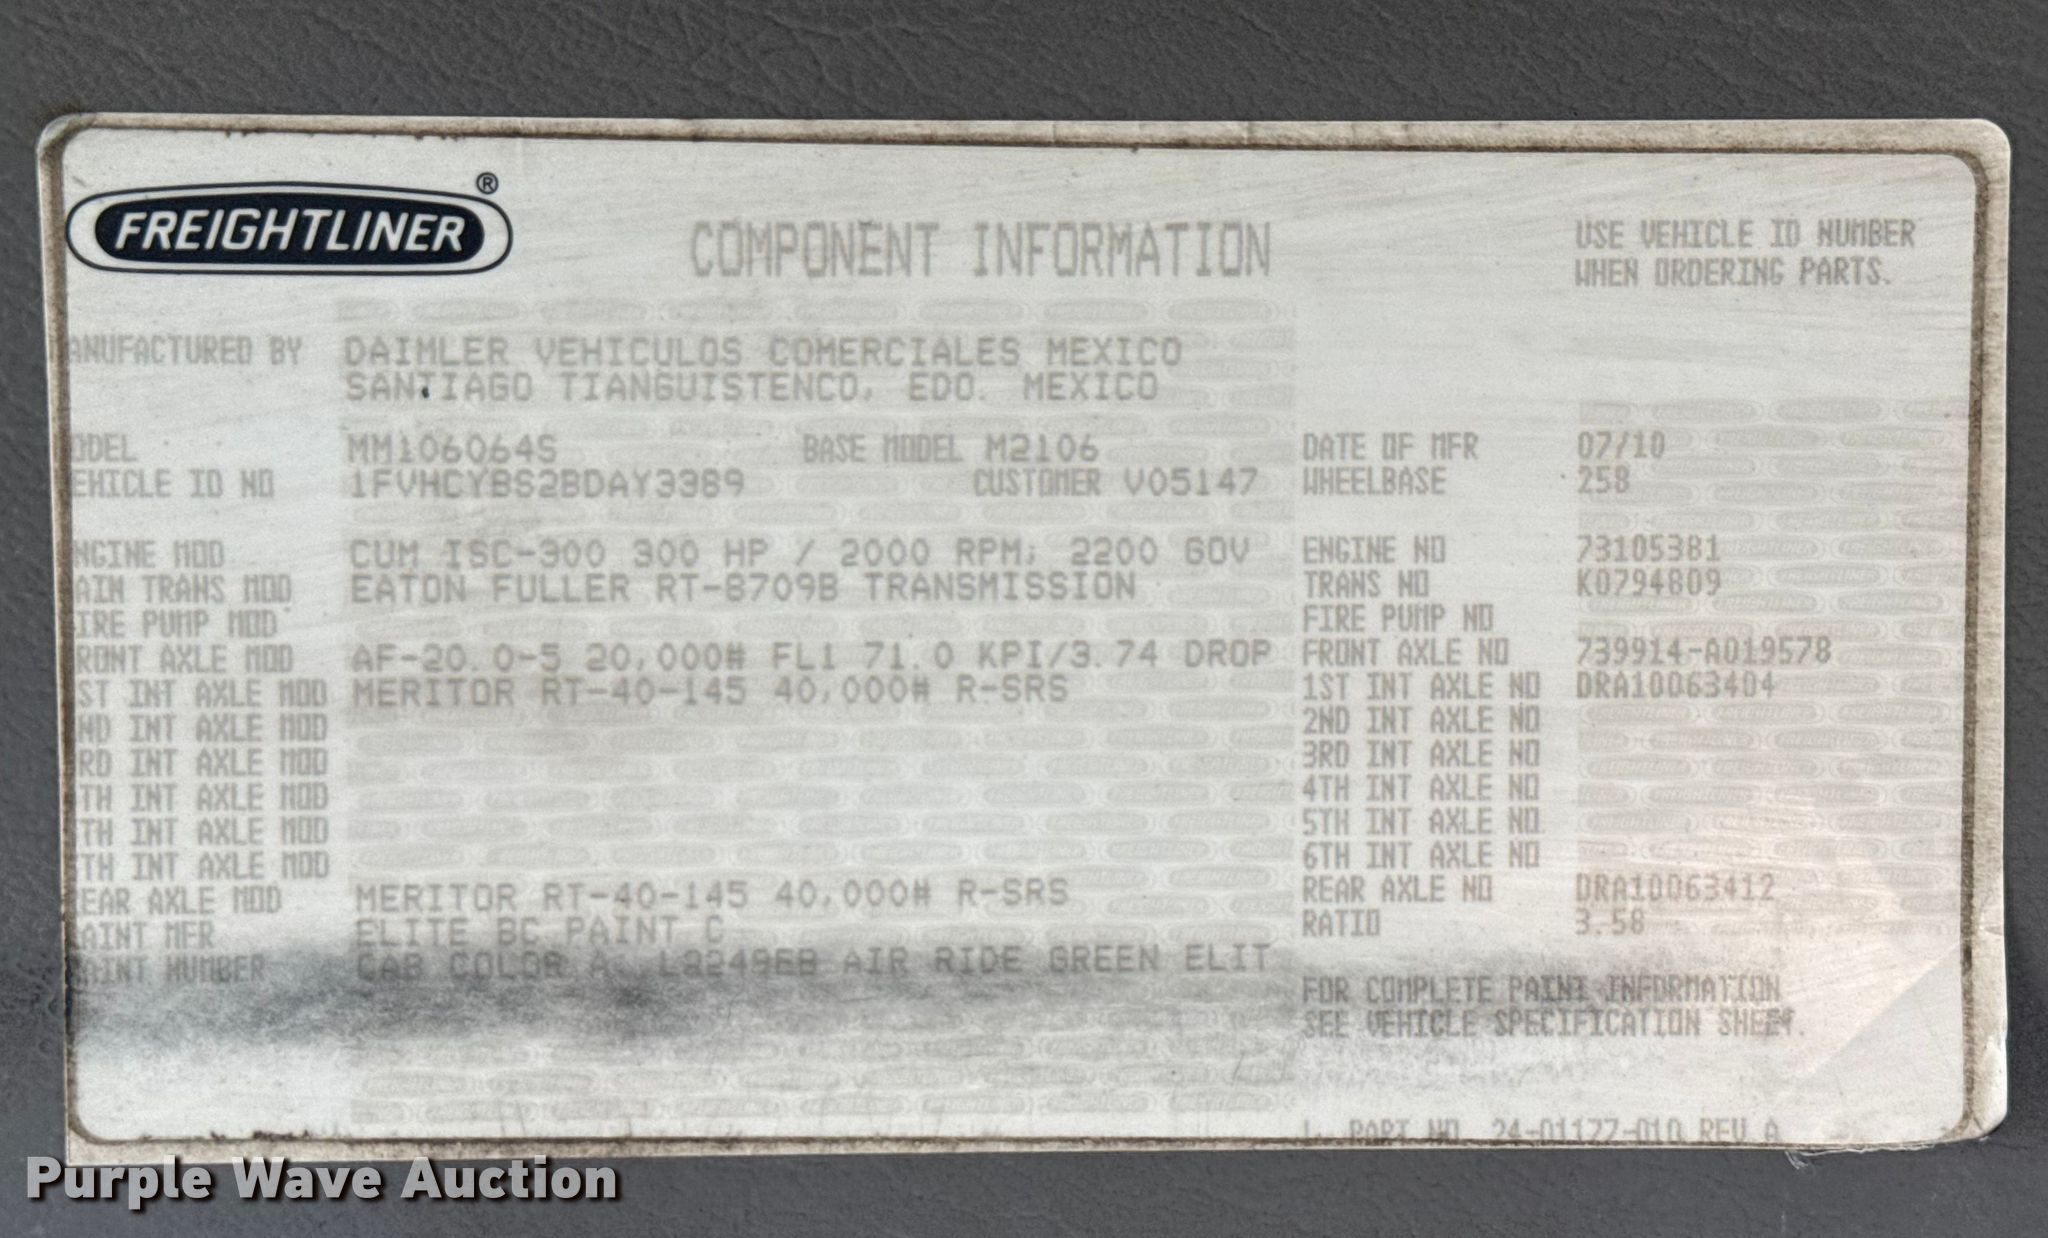 FREIGHTLINER®
COMPONENT INFORMATION
USE VEHICLE ID NUMBER
WHEN ORDERING PARTS.
ANUFACTURED BY DAIMLER VEHICULOS COMERCIALES MEXICO
SANTIAGO TIANGUISTENCO, EDO. MEXICO
ODEL MM106064S BASE MODEL M2106 DATE OF MFR 07/10
EHICLE ID NO 1FVHCYBS2BDAY3389 CUSTOMER V05147 WHEELBASE 258
NGINE MOD CUM ISC-300 300 HP / 2000 RPM; 2200 GOV ENGINE NO 73105381
AIN TRANS MOD EATON FULLER RT-8709B TRANSMISSION TRANS NO K0794809
IRE PUMP MOD FIRE PUMP NO
RONT AXLE MOD AF-20.0-5 20,000# FL1 71.0 KPI/3.74 DROP FRONT AXLE NO 739914-A019578
ST INT AXLE MOD MERITOR RT-40-145 40,000# R-SRS 1ST INT AXLE NO DRA10063404
ND INT AXLE MOD 2ND INT AXLE NO
RD INT AXLE MOD 3RD INT AXLE NO
TH INT AXLE MOD 4TH INT AXLE NO
TH INT AXLE MOD 5TH INT AXLE NO
TH INT AXLE MOD 6TH INT AXLE NO
EAR AXLE MOD MERITOR RT-40-145 40,000# R-SRS REAR AXLE NO DRA10063412
AINT MFR ELITE BC PAINT C RATIO 3.58
AINT NUMBER CAB COLOR A: AIR RIDE GREEN ELIT
FOR COMPLETE PAINT INFORMATION
SEE VEHICLE SPECIFICATION SHEET.
PART NO. 24-01177-010 REV A
Purple Wave Auction